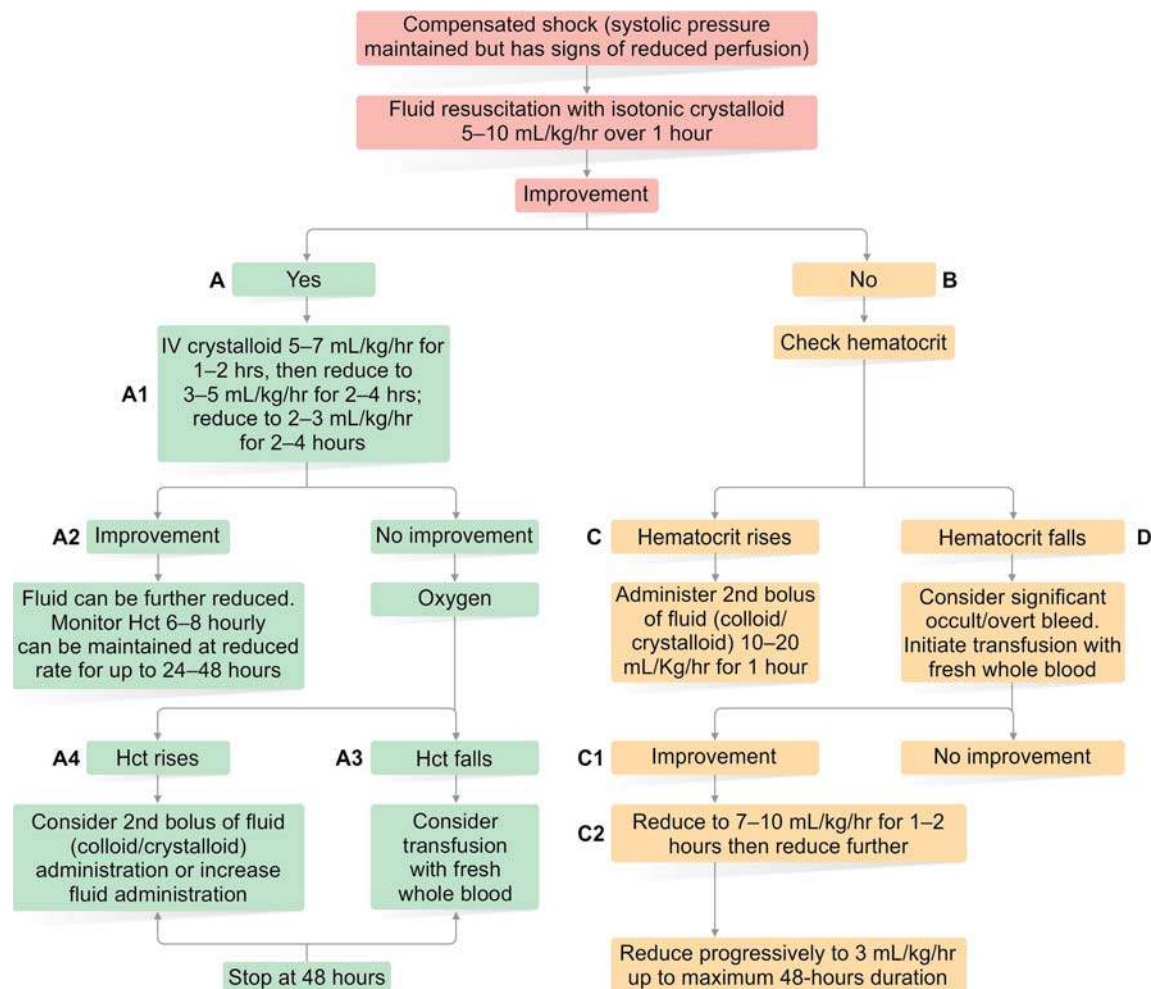 Compensated shock (systolic pressure
maintained but has signs of reduced perfusion)
Fluid resuscitation with isotonic crystalloid
5–10 mL/kg/hr over 1 hour
Improvement
A
Yes
No
B
IV crystalloid 5–7 mL/kg/hr for
1–2 hrs, then reduce to
3–5 mL/kg/hr for 2–4 hrs;
reduce to 2–3 mL/kg/hr
for 2–4 hours
A1
Check hematocrit
A2
Improvement
No improvement
C
Hematocrit rises
Hematocrit falls
D
Fluid can be further reduced.
Monitor Hct 6–8 hourly
can be maintained at reduced
rate for up to 24–48 hours
Oxygen
Administer 2nd bolus
of fluid (colloid/
crystalloid) 10–20
mL/Kg/hr for 1 hour
Consider significant
occult/overt bleed.
Initiate transfusion with
fresh whole blood
A4
Hct rises
A3
Hct falls
C1
Improvement
No improvement
Consider 2nd bolus of fluid
(colloid/crystalloid)
administration or increase
fluid administration
Consider
transfusion
with fresh
whole blood
C2
Reduce to 7–10 mL/kg/hr for 1–2
hours then reduce further
Stop at 48 hours
Reduce progressively to 3 mL/kg/hr
up to maximum 48-hours duration